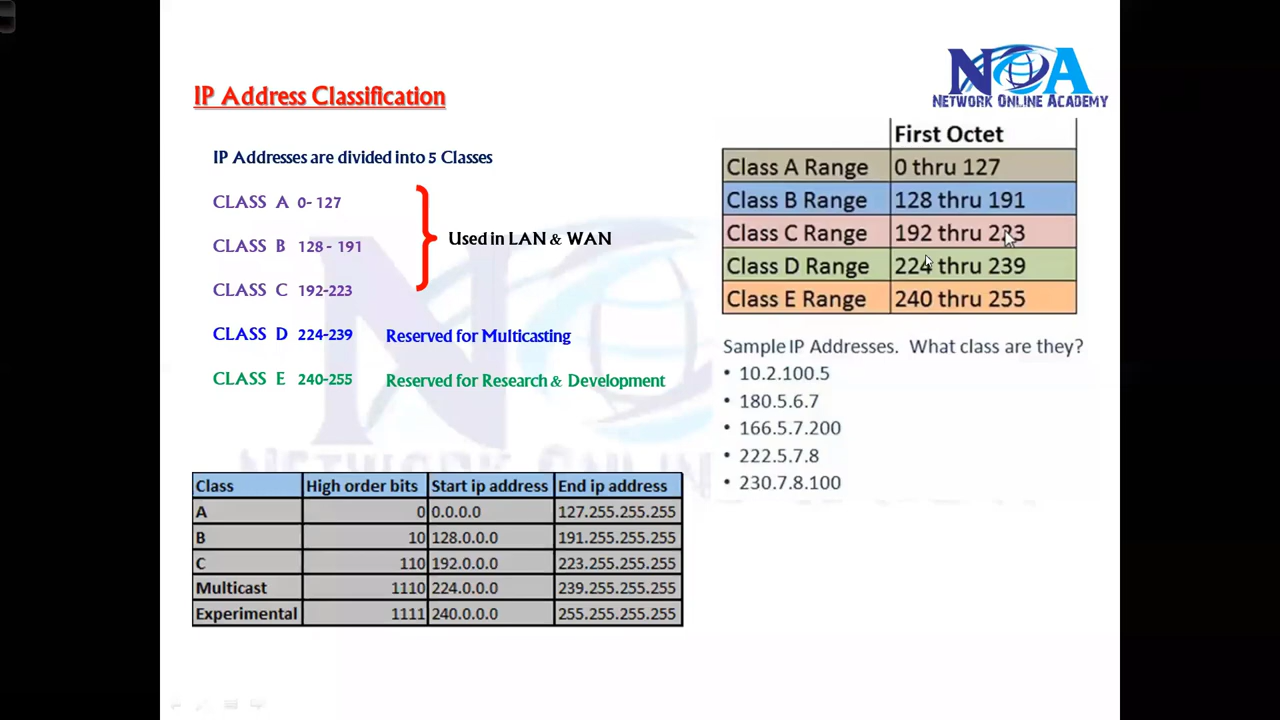 NOA
NETWORK ONLINE ACADEMY
IP Address Classification
IP Addresses are divided into 5 Classes
CLASS A 0- 127
CLASS B 128 - 191
CLASS C 192-223
Used in LAN & WAN
CLASS D 224-239 Reserved for Multicasting
CLASS E 240-255 Reserved for Research & Development
First Octet
Class A Range 0 thru 127
Class B Range 128 thru 191
Class C Range 192 thru 223
Class D Range 224 thru 239
Class E Range 240 thru 255
Sample IP Addresses. What class are they?
• 10.2.100.5
• 180.5.6.7
• 166.5.7.200
• 222.5.7.8
• 230.7.8.100
Class High order bits Start ip address End ip address
A 0 0.0.0.0 127.255.255.255
B 10 128.0.0.0 191.255.255.255
C 110 192.0.0.0 223.255.255.255
Multicast 1110 224.0.0.0 239.255.255.255
Experimental 1111 240.0.0.0 255.255.255.255
NETWORK ONLIN